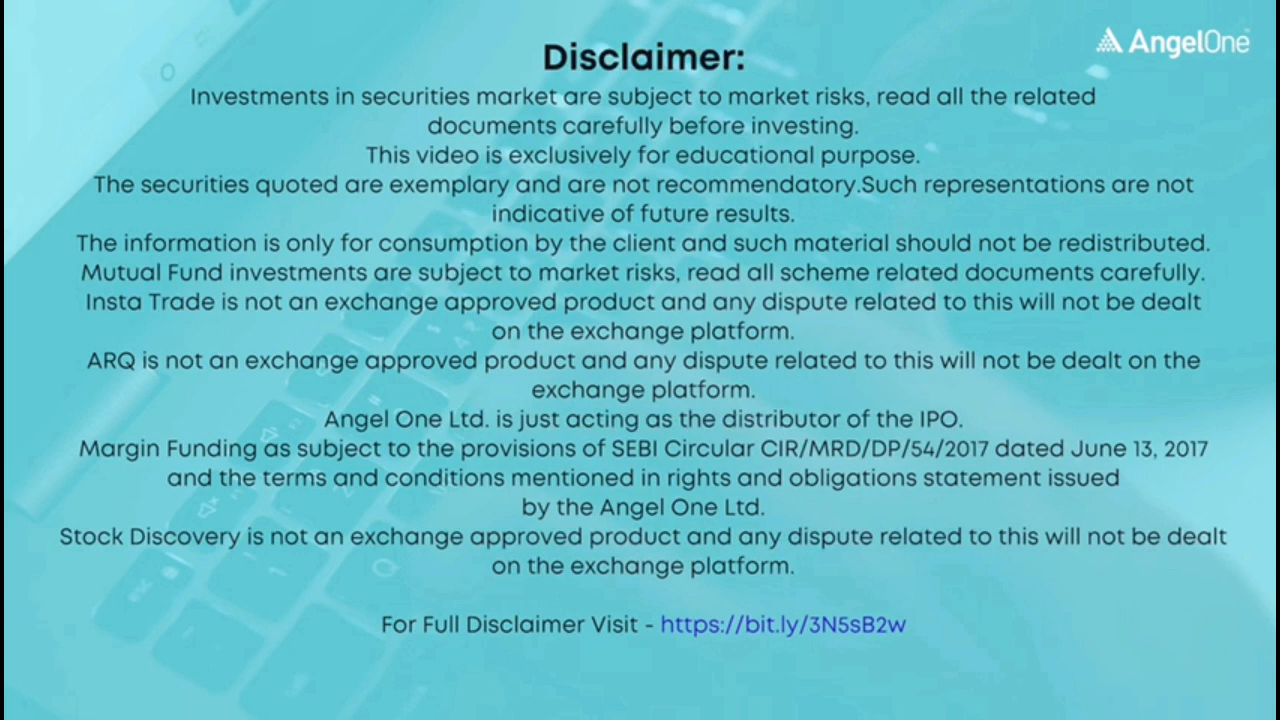 AngelOne
Disclaimer:
Investments in securities market are subject to market risks, read all the related
documents carefully before investing.
This video is exclusively for educational purpose.
The securities quoted are exemplary and are not recommendatory.Such representations are not
indicative of future results.
The information is only for consumption by the client and such material should not be redistributed.
Mutual Fund investments are subject to market risks, read all scheme related documents carefully.
Insta Trade is not an exchange approved product and any dispute related to this will not be dealt
on the exchange platform.
ARQ is not an exchange approved product and any dispute related to this will not be dealt on the
exchange platform.
Angel One Ltd. is just acting as the distributor of the IPO.
Margin Funding as subject to the provisions of SEBI Circular CIR/MRD/DP/54/2017 dated June 13, 2017
and the terms and conditions mentioned in rights and obligations statement issued
by the Angel One Ltd.
Stock Discovery is not an exchange approved product and any dispute related to this will not be dealt
on the exchange platform.
For Full Disclaimer Visit - https://bit.ly/3N5sB2w